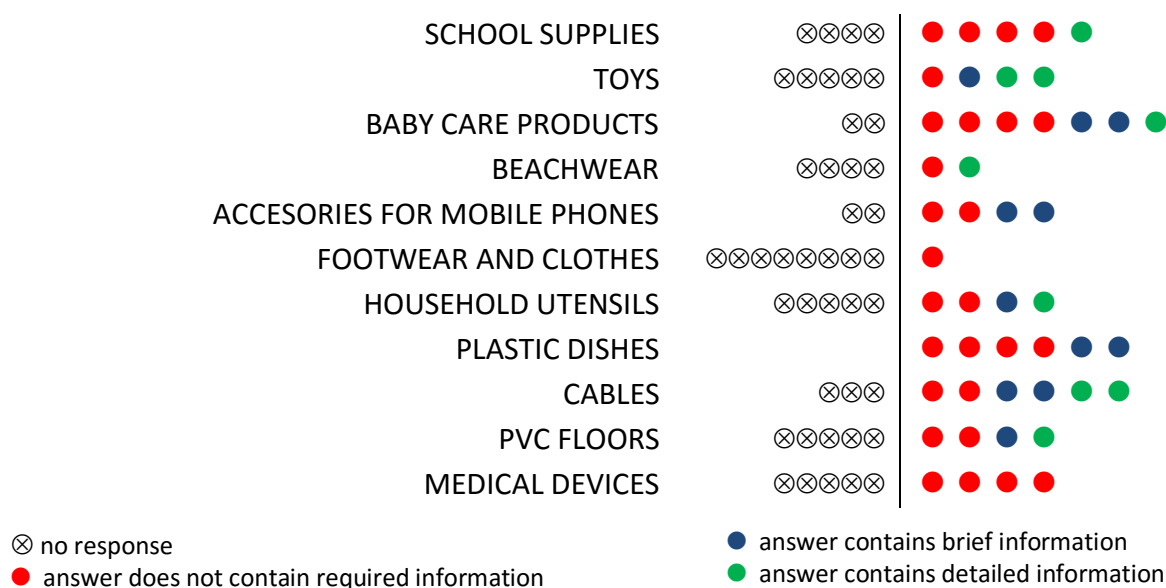 SCHOOL SUPPLIES ⊗⊗⊗⊗
TOYS ⊗⊗⊗⊗⊗
BABY CARE PRODUCTS ⊗⊗
BEACHWEAR ⊗⊗⊗⊗
ACCESORIES FOR MOBILE PHONES ⊗⊗
FOOTWEAR AND CLOTHES ⊗⊗⊗⊗⊗⊗⊗⊗
HOUSEHOLD UTENSILS ⊗⊗⊗⊗⊗
PLASTIC DISHES
CABLES ⊗⊗⊗
PVC FLOORS ⊗⊗⊗⊗⊗
MEDICAL DEVICES ⊗⊗⊗⊗⊗
⊗ no response
answer does not contain required information
answer contains brief information
answer contains detailed information